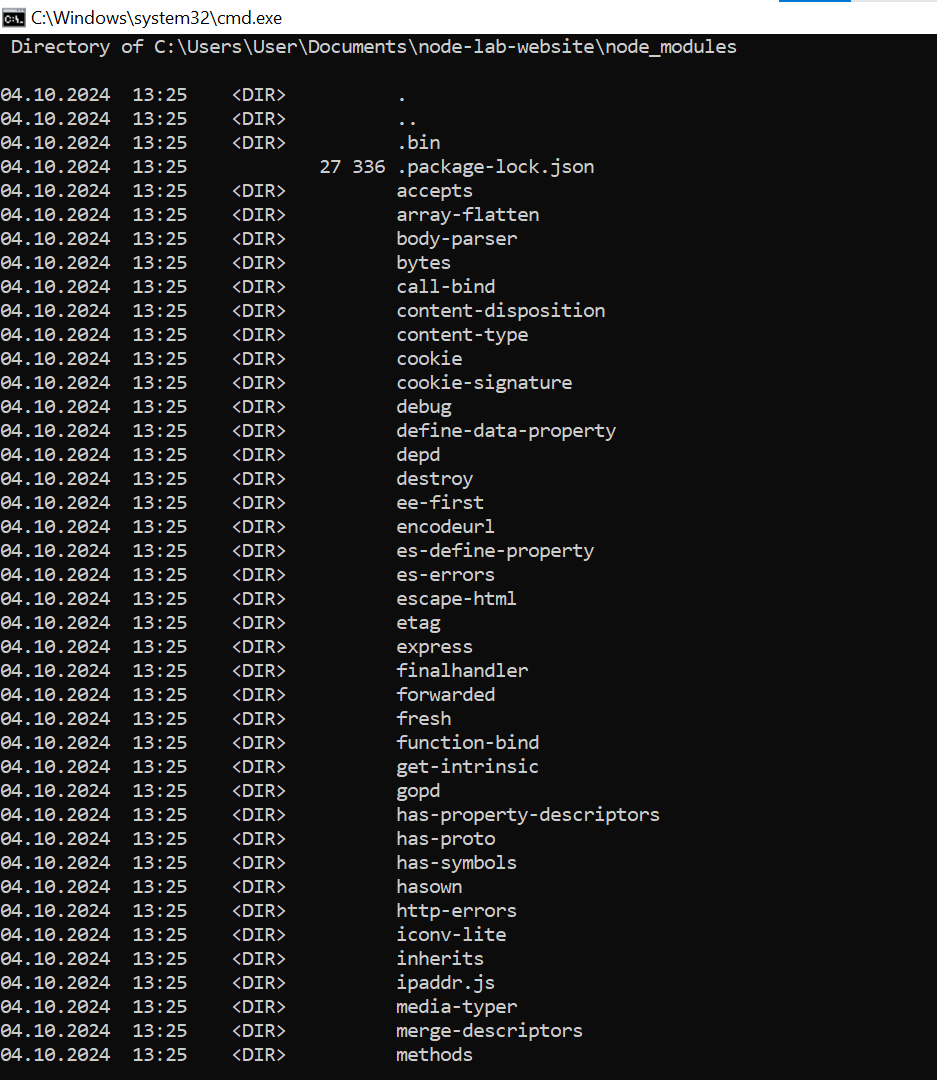 C:\Windows\system32\cmd.exe
Directory of C:\Users\User\Documents\node-lab-website\node_modules
04.10.2024  13:25    <DIR>          .
04.10.2024  13:25    <DIR>          ..
04.10.2024  13:25    <DIR>          .bin
04.10.2024  13:25            27 336 .package-lock.json
04.10.2024  13:25    <DIR>          accepts
04.10.2024  13:25    <DIR>          array-flatten
04.10.2024  13:25    <DIR>          body-parser
04.10.2024  13:25    <DIR>          bytes
04.10.2024  13:25    <DIR>          call-bind
04.10.2024  13:25    <DIR>          content-disposition
04.10.2024  13:25    <DIR>          content-type
04.10.2024  13:25    <DIR>          cookie
04.10.2024  13:25    <DIR>          cookie-signature
04.10.2024  13:25    <DIR>          debug
04.10.2024  13:25    <DIR>          define-data-property
04.10.2024  13:25    <DIR>          depd
04.10.2024  13:25    <DIR>          destroy
04.10.2024  13:25    <DIR>          ee-first
04.10.2024  13:25    <DIR>          encodeurl
04.10.2024  13:25    <DIR>          es-define-property
04.10.2024  13:25    <DIR>          es-errors
04.10.2024  13:25    <DIR>          escape-html
04.10.2024  13:25    <DIR>          etag
04.10.2024  13:25    <DIR>          express
04.10.2024  13:25    <DIR>          finalhandler
04.10.2024  13:25    <DIR>          forwarded
04.10.2024  13:25    <DIR>          fresh
04.10.2024  13:25    <DIR>          function-bind
04.10.2024  13:25    <DIR>          get-intrinsic
04.10.2024  13:25    <DIR>          gopd
04.10.2024  13:25    <DIR>          has-property-descriptors
04.10.2024  13:25    <DIR>          has-proto
04.10.2024  13:25    <DIR>          has-symbols
04.10.2024  13:25    <DIR>          hasown
04.10.2024  13:25    <DIR>          http-errors
04.10.2024  13:25    <DIR>          iconv-lite
04.10.2024  13:25    <DIR>          inherits
04.10.2024  13:25    <DIR>          ipaddr.js
04.10.2024  13:25    <DIR>          media-typer
04.10.2024  13:25    <DIR>          merge-descriptors
04.10.2024  13:25    <DIR>          methods